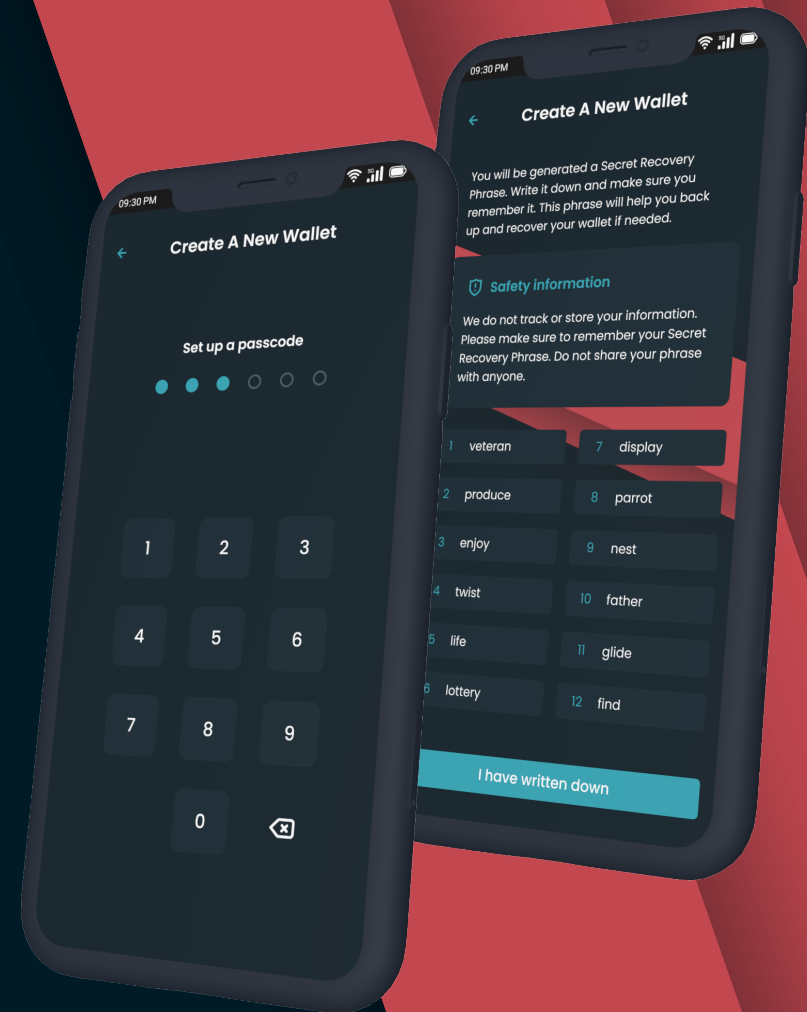 09:30 PM
Create A New Wallet
Set up a passcode
1 2 3
4 5 6
7 8 9
0
09:30 PM
5G
Create A New Wallet
You will be generated a Secret Recovery
Phrase. Write it down and make sure you
remember it. This phrase will help you back
up and recover your wallet if needed.
Safety information
We do not track or store your information.
Please make sure to remember your Secret
Recovery Phrase. Do not share your phrase
with anyone.
1 veteran 7 display
2 produce 8 parrot
3 enjoy 9 nest
4 twist 10 father
5 life 11 glide
6 lottery 12 find
I have written down